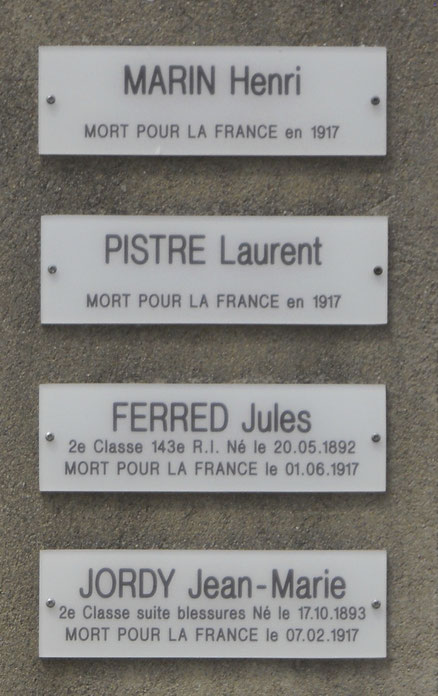 MARIN Henri
MORT POUR LA FRANCE en 1917
PISTRE Laurent
MORT POUR LA FRANCE en 1917
FERRED Jules
2e Classe 143e R.I. Né le 20.05.1892
MORT POUR LA FRANCE le 01.06.1917
JORDY Jean-Marie
2e Classe suite blessures Né le 17.10.1893
MORT POUR LA FRANCE le 07.02.1917